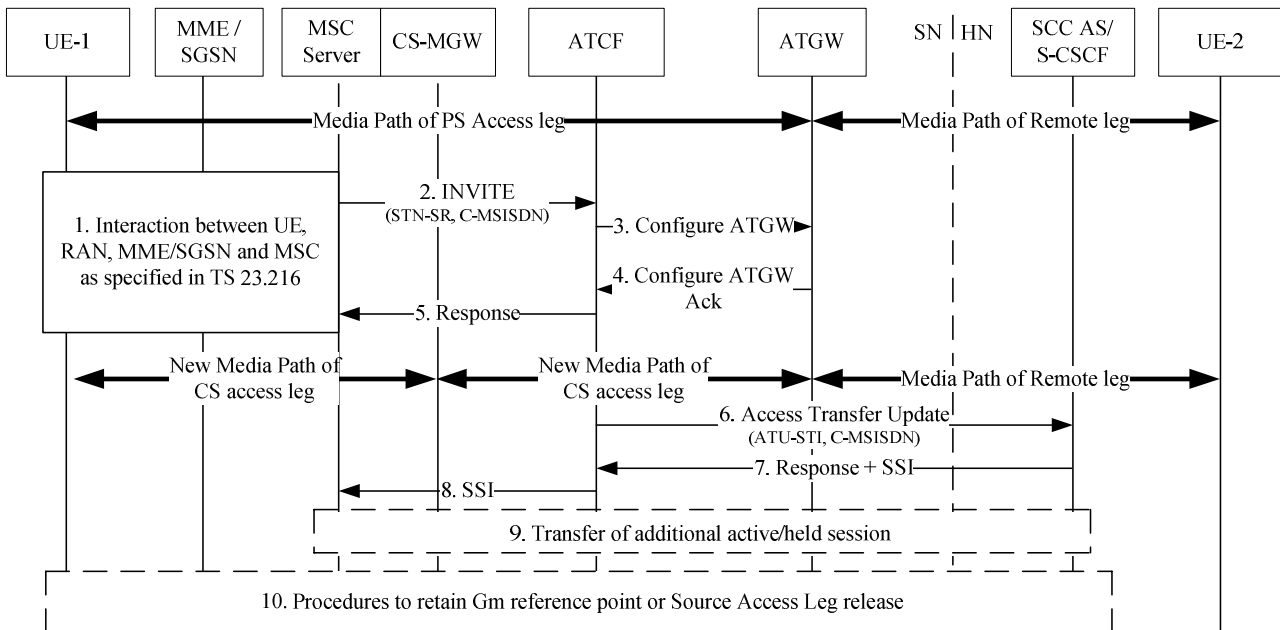 UE-1
MME /
SGSN
MSC
Server
CS-MGW
ATCF
ATGW
SN
HN
SCC AS/
S-CSCF
UE-2
Media Path of PS Access leg
Media Path of Remote leg
1. Interaction between UE,
RAN, MME/SGSN and MSC
as specified in TS 23.216
2. INVITE
(STN-SR, C-MSISDN)
3. Configure ATGW
4. Configure ATGW
Ack
5. Response
New Media Path of
CS access leg
New Media Path of
CS access leg
Media Path of Remote leg
6. Access Transfer Update
(ATU-STI, C-MSISDN)
7. Response + SSI
8. SSI
9. Transfer of additional active/held session
10. Procedures to retain Gm reference point or Source Access Leg release